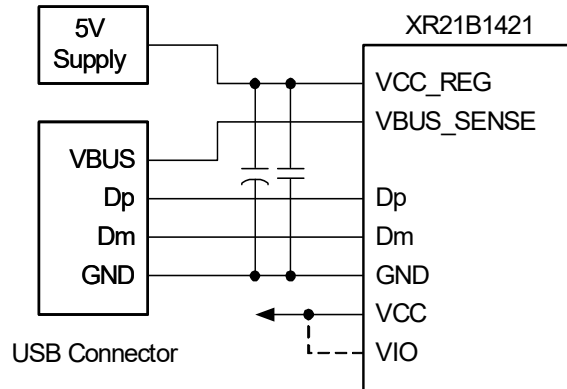 5V
Supply
XR21B1421
VCC_REG
VBUS_SENSE
VBUS
Dp
Dm
GND
Dp
Dm
GND
VCC
VIO
USB Connector